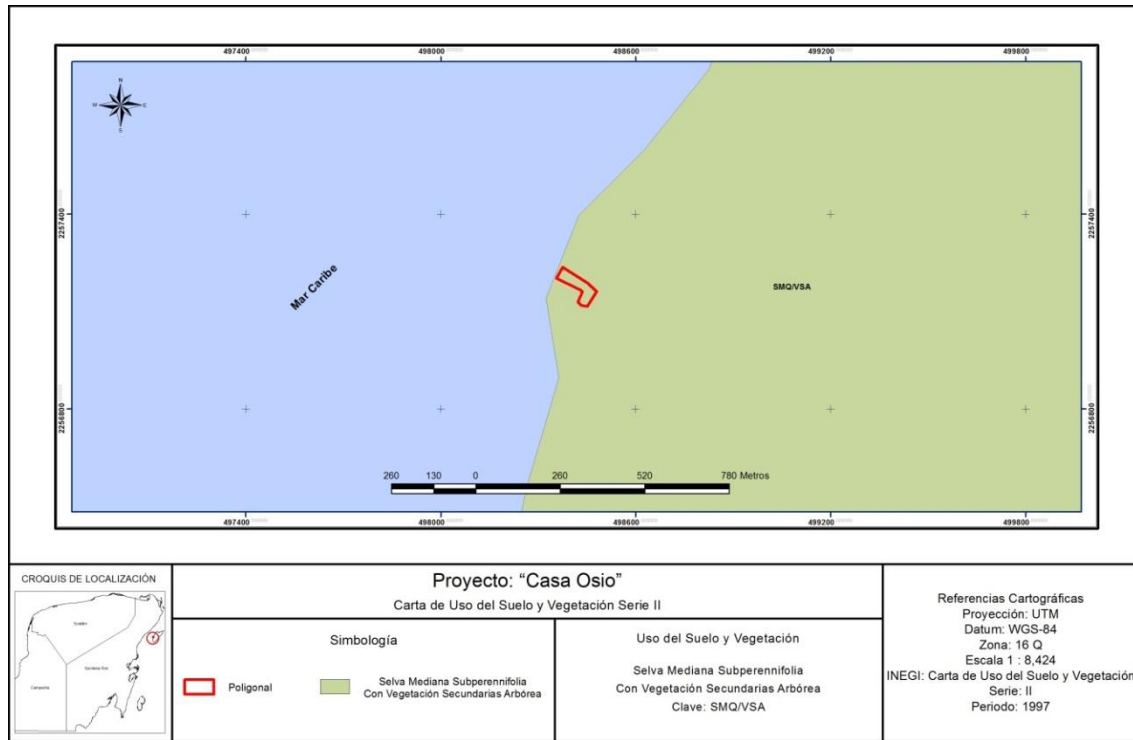 497400 498000 498600 499200 499800
N
W E
S
2257400 2257400
Mar Caribe
SMQ/VSA
2256800 2256800
260 130 0 260 520 780 Metros
497400 498000 498600 499200 499800
CROQUIS DE LOCALIZACIÓN
Yucatán
Quintana Roo
Campeche
Proyecto: “Casa Osio”
Carta de Uso del Suelo y Vegetación Serie II
Simbología
Poligonal
Selva Mediana Subperennifolia
Con Vegetación Secundarias Arbórea
Uso del Suelo y Vegetación
Selva Mediana Subperennifolia
Con Vegetación Secundarias Arbórea
Clave: SMQ/VSA
Referencias Cartográficas
Proyección: UTM
Datum: WGS-84
Zona: 16 Q
Escala 1 : 8,424
INEGI: Carta de Uso del Suelo y Vegetación
Serie: II
Periodo: 1997